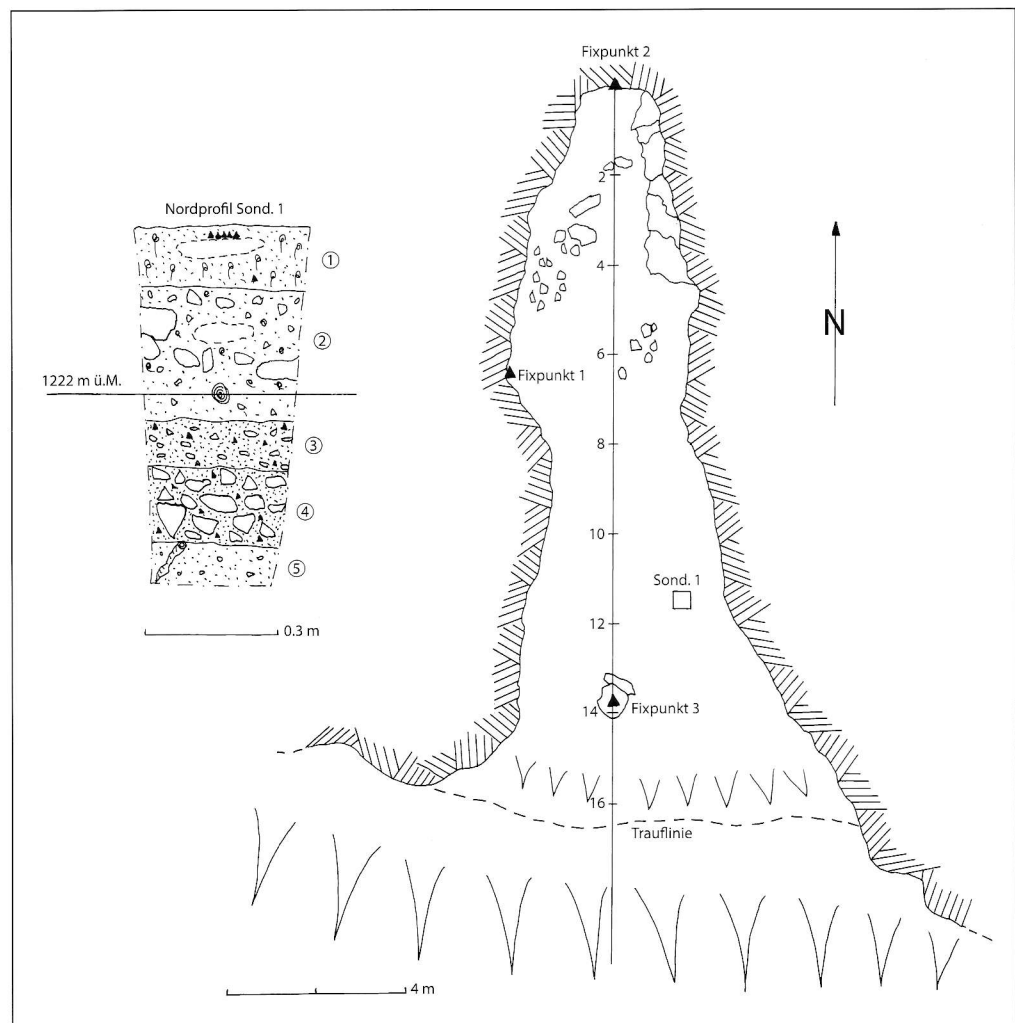 Nordprofil Sond. 1
①
②
1222 m ü.M.
③
④
⑤
0.3 m
Fixpunkt 2
2
4
6
Fixpunkt 1
8
10
Sond. 1
12
14
Fixpunkt 3
16
Trauflinie
N
4 m